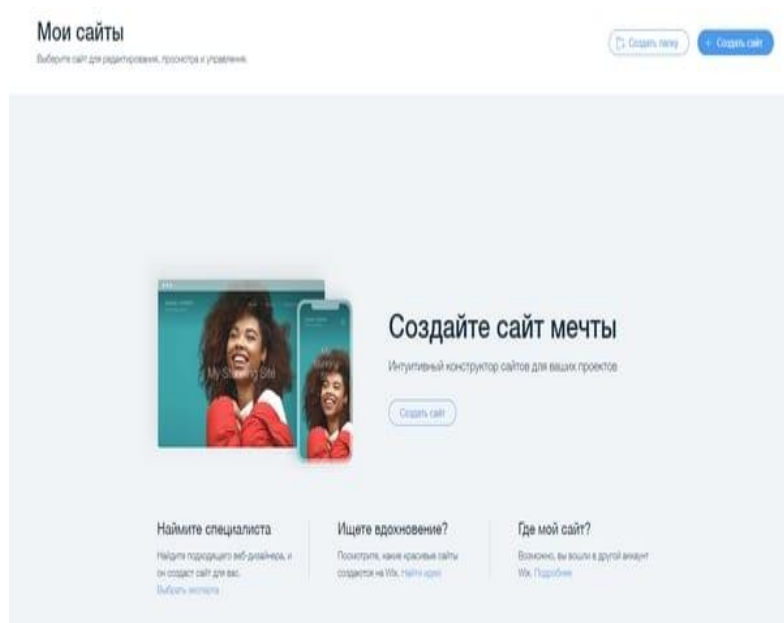 Мои сайты
Выберите сайт для редактирования, просмотра и управления.
Создать папку
+ Создать сайт
My Stunning Site
Создайте сайт мечты
Интуитивный конструктор сайтов для ваших проектов
Создать сайт
Наймите специалиста
Найдите подходящего веб-дизайнера, и
он создаст сайт для вас.
Выбрать эксперта
Ищете вдохновение?
Посмотрите, какие красивые сайты
создаются на Wix. Найти идеи
Где мой сайт?
Возможно, вы вошли в другой аккаунт
Wix. Подробнее